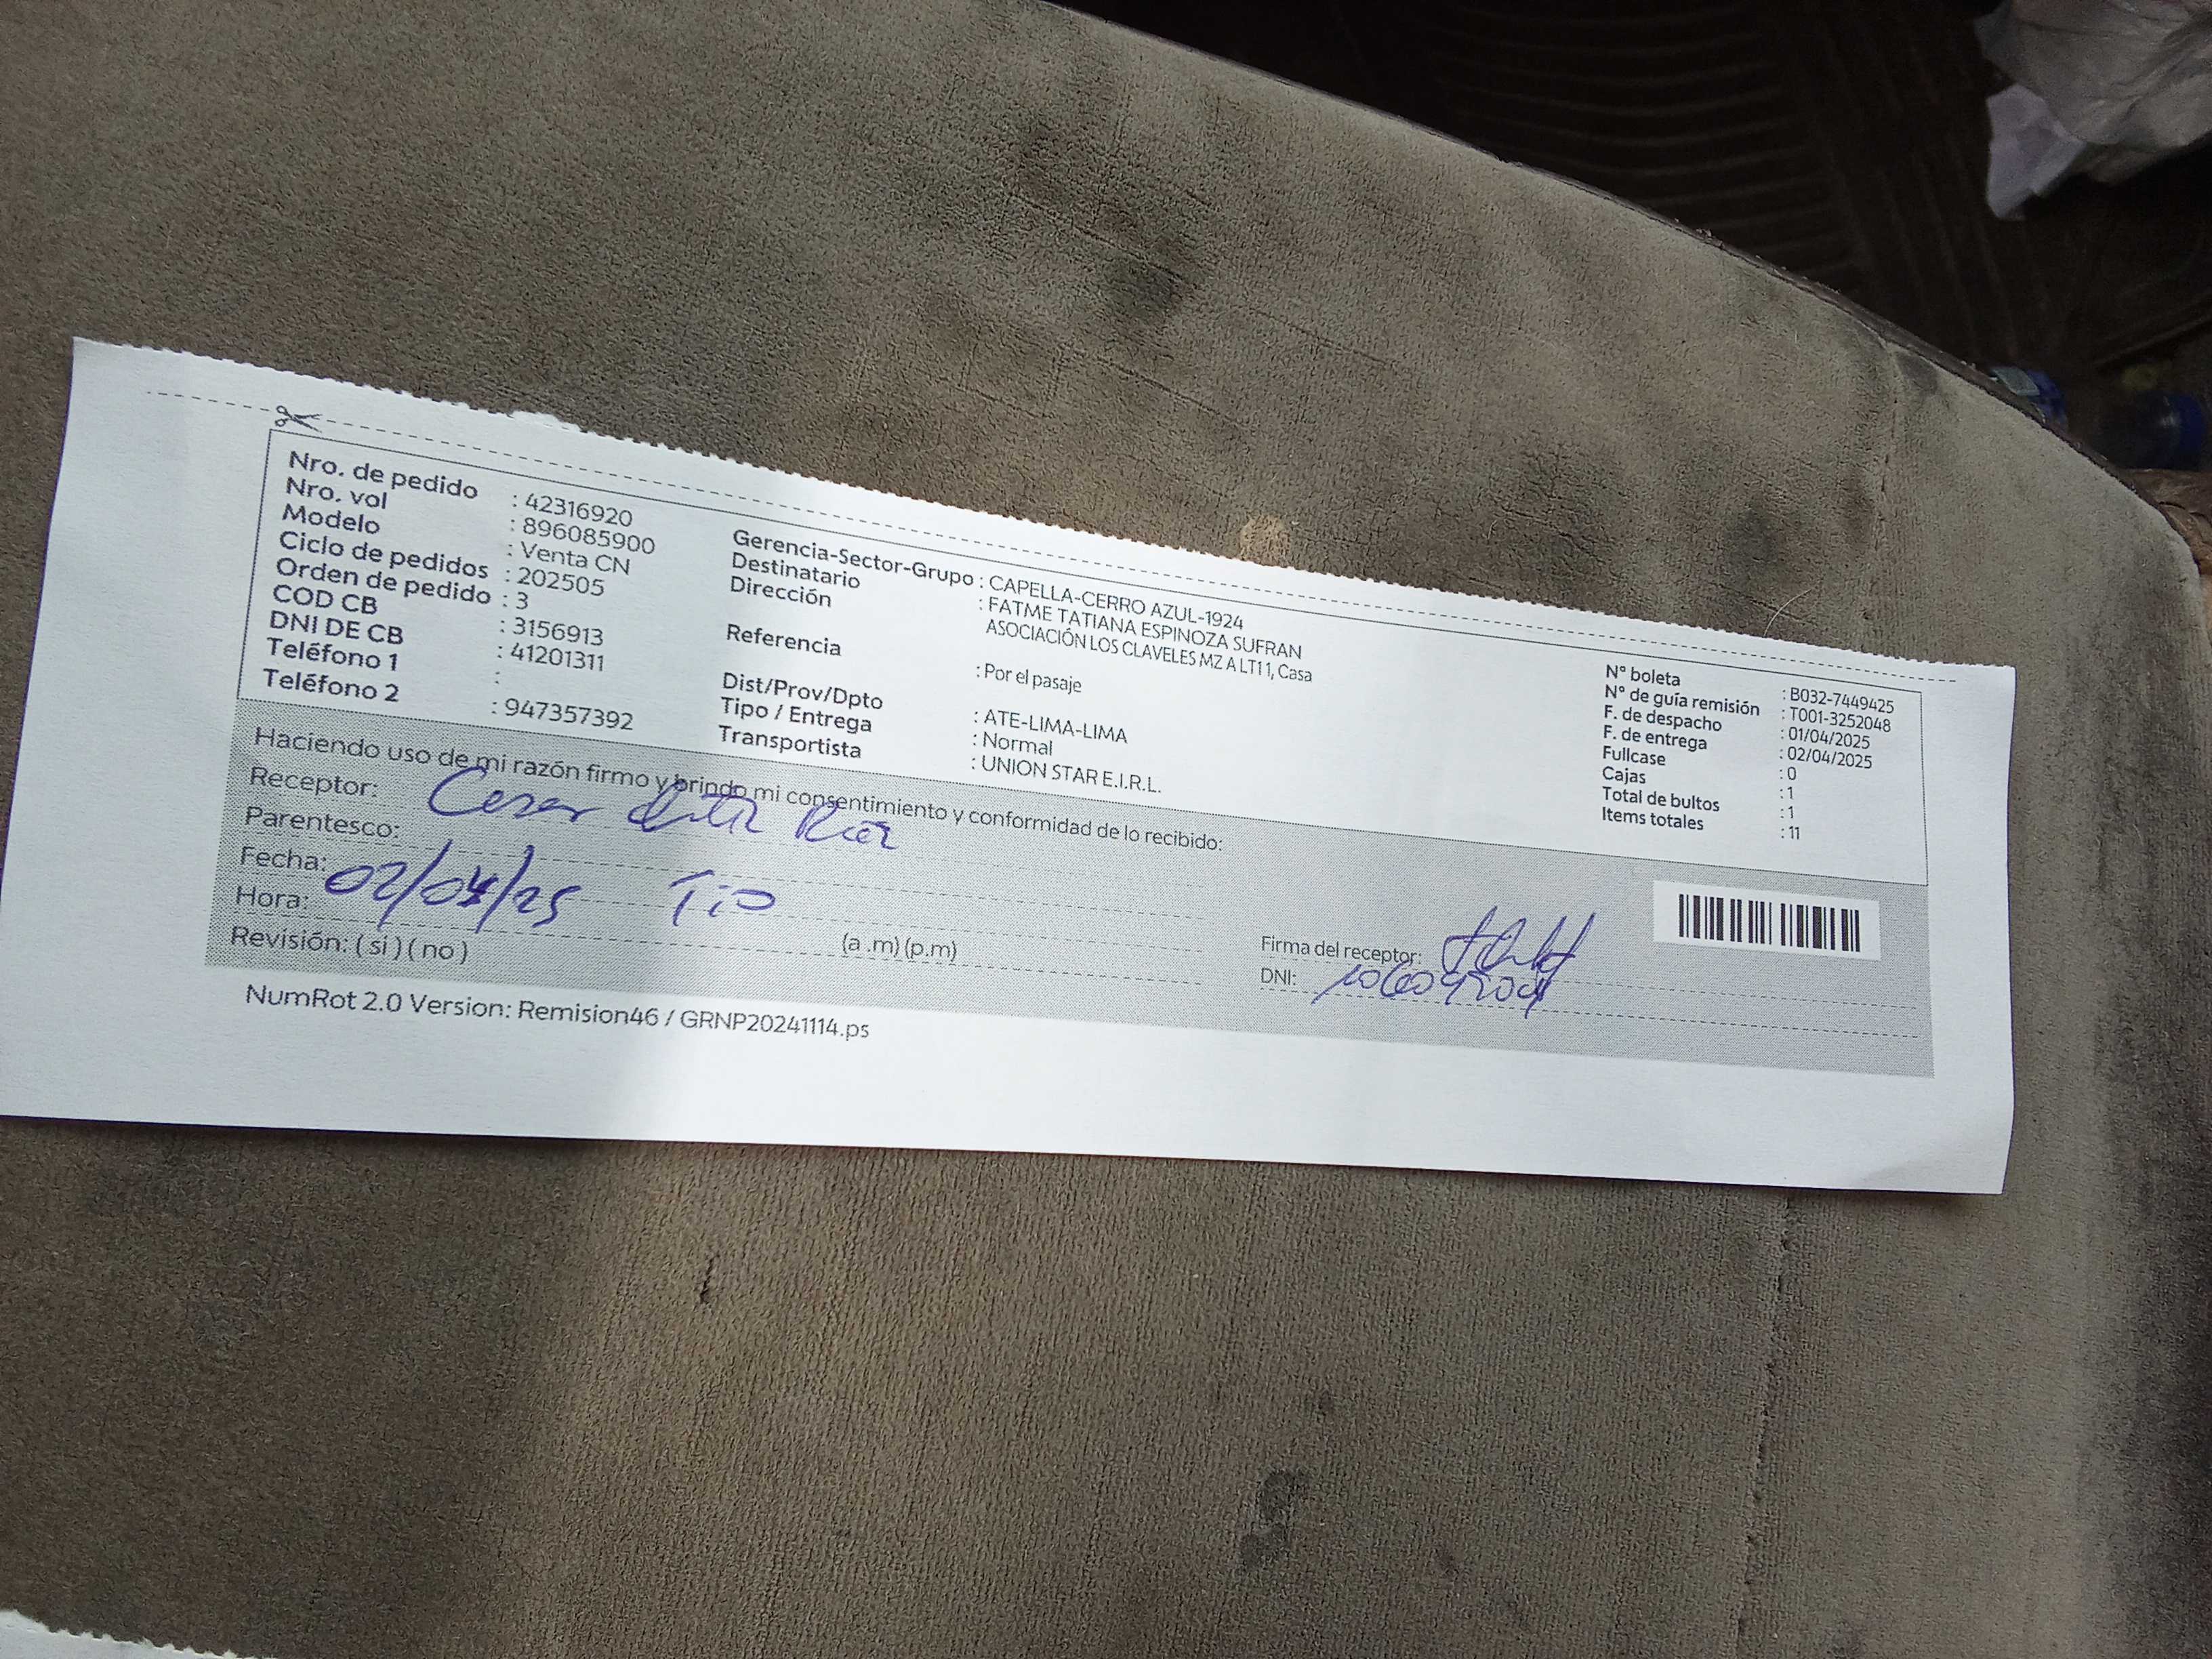 Nro. de pedido : 42316920
Nro. vol : 896085900
Modelo : Venta CN
Ciclo de pedidos : 202505
Orden de pedido : 3
COD CB : 3156913
DNI DE CB : 41201311
Teléfono 1 :
Teléfono 2 : 947357392
Gerencia-Sector-Grupo : CAPELLA-CERRO AZUL-1924
Destinatario : FATME TATIANA ESPINOZA SUFRAN
Dirección ASOCIACIÓN LOS CLAVELES MZ A LT11, Casa
Referencia : Por el pasaje
Dist/Prov/Dpto : ATE-LIMA-LIMA
Tipo / Entrega : Normal
Transportista : UNION STAR E.I.R.L.
N° boleta : B032-7449425
N° de guía remisión : T001-3252048
F. de despacho : 01/04/2025
F. de entrega : 02/04/2025
Fullcase : 0
Cajas : 1
Total de bultos : 1
Items totales : 11
Haciendo uso de mi razón firmo y brindo mi consentimiento y conformidad de lo recibido:
Receptor: Cesar
Parentesco: Tio
Fecha: 02/04/25
Hora: (a .m) (p.m)
Revisión: ( si ) ( no )
Firma del receptor:
DNI:
NumRot 2.0 Version: Remision46 / GRNP20241114.ps